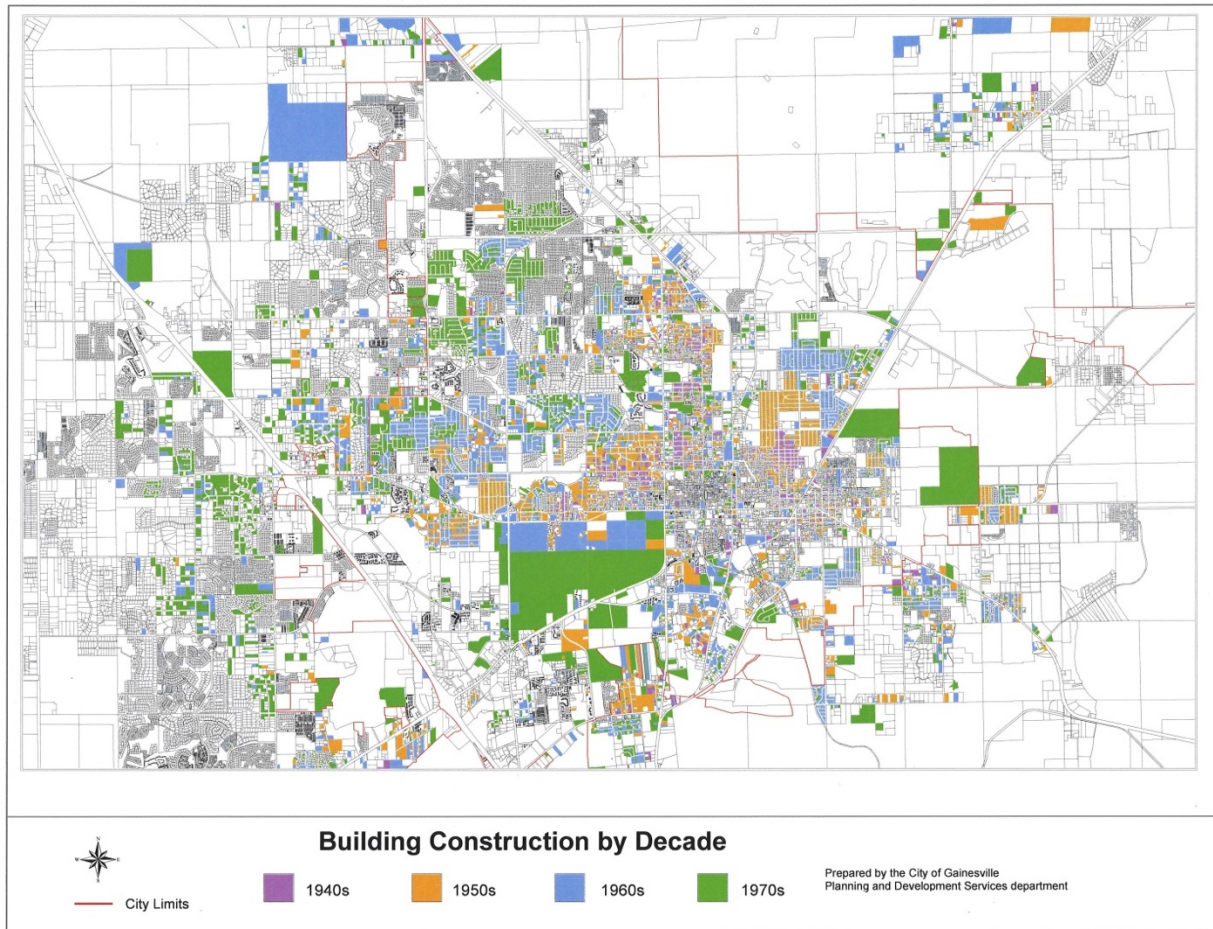 Building Construction by Decade
N
W E
S
City Limits
1940s
1950s
1960s
1970s
Prepared by the City of Gainesville
Planning and Development Services department